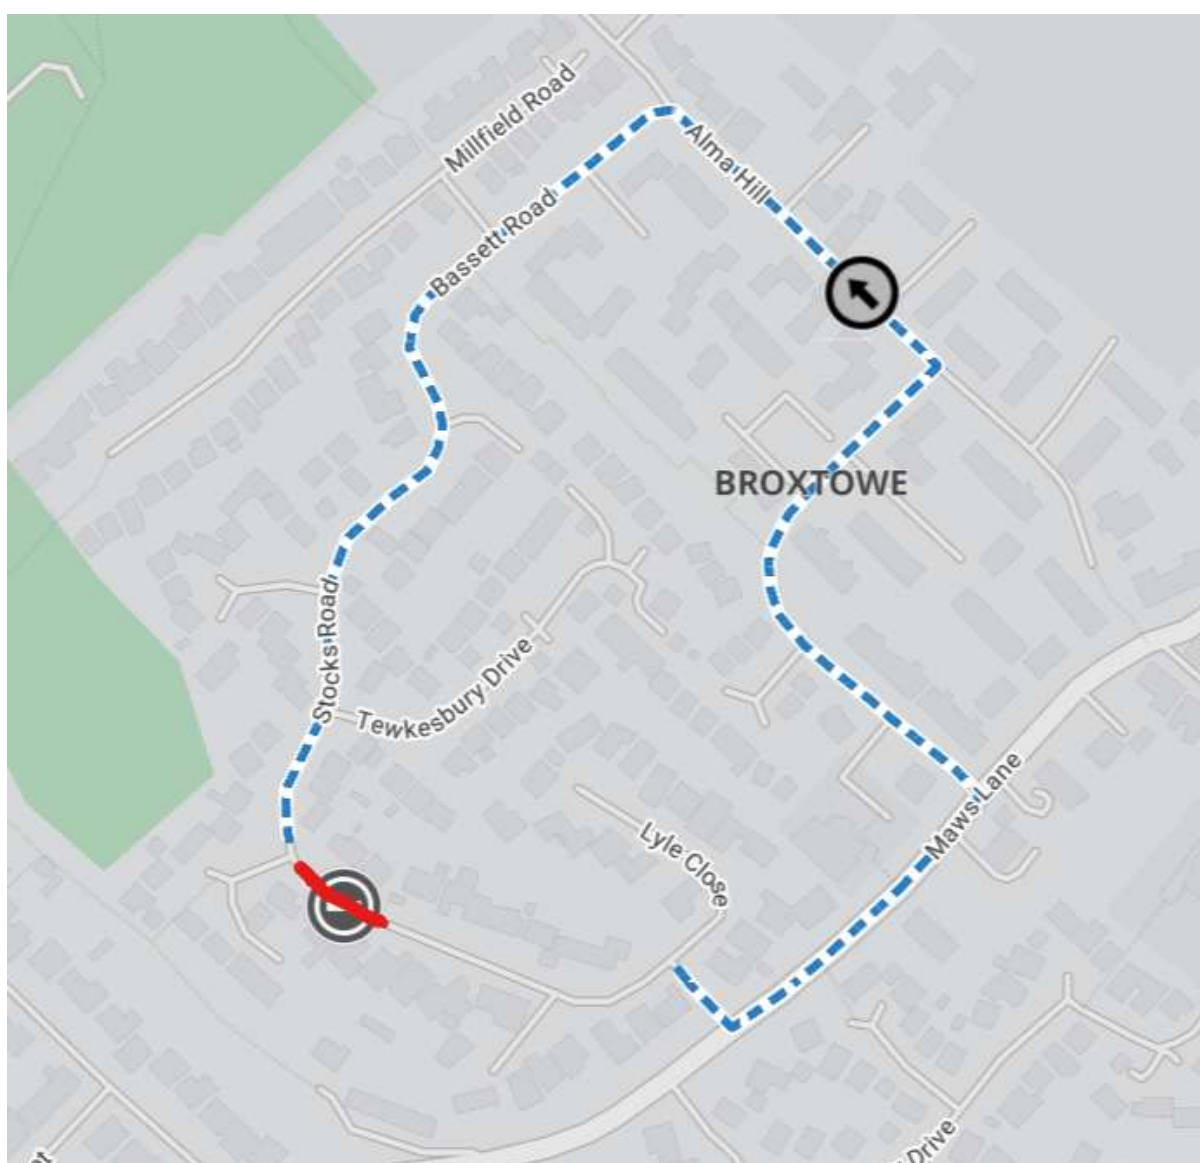 Millfield Road
Alma Hill
Bassett Road
BROXTOWE
Stocks Road
Tewkesbury Drive
Maws Lane
Lyle Close
Drive